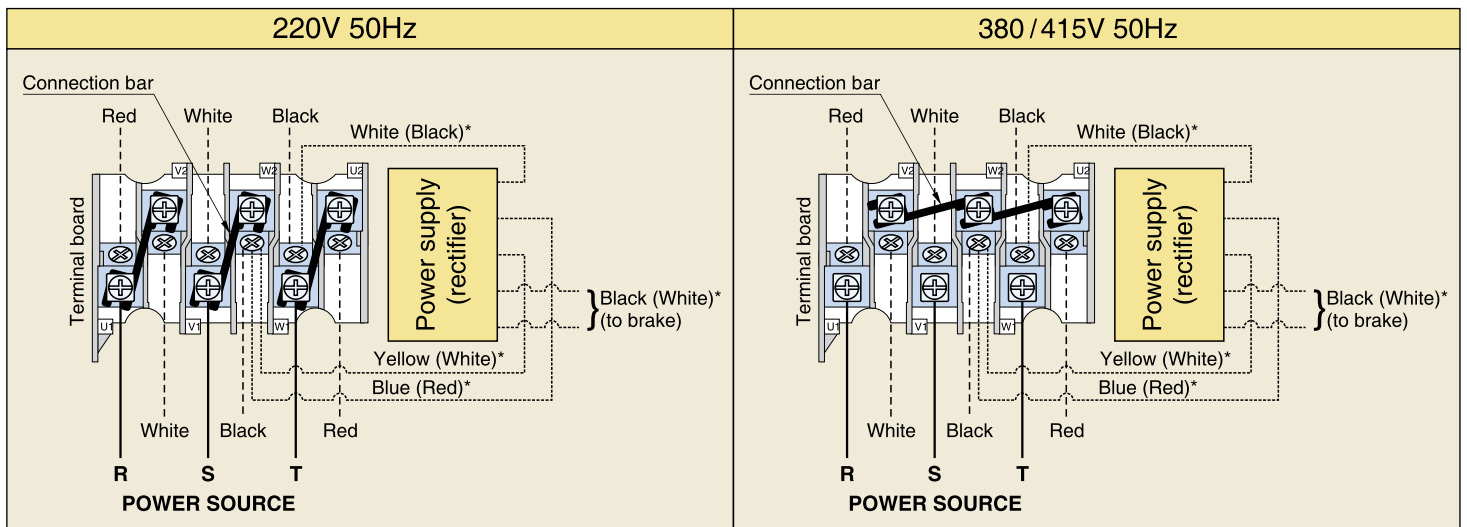 220V 50Hz
Connection bar
Red White Black
White (Black)*
V2 W2 U2
Terminal board
Power supply
(rectifier)
Black (White)*
(to brake)
U1 V1 W1
Yellow (White)*
Blue (Red)*
White Black Red
R S T
POWER SOURCE
380/415V 50Hz
Connection bar
Red White Black
White (Black)*
V2 W2 U2
Terminal board
Power supply
(rectifier)
Black (White)*
(to brake)
U1 V1 W
Yellow (White)*
Blue (Red)*
White Black Red
R S T
POWER SOURCE